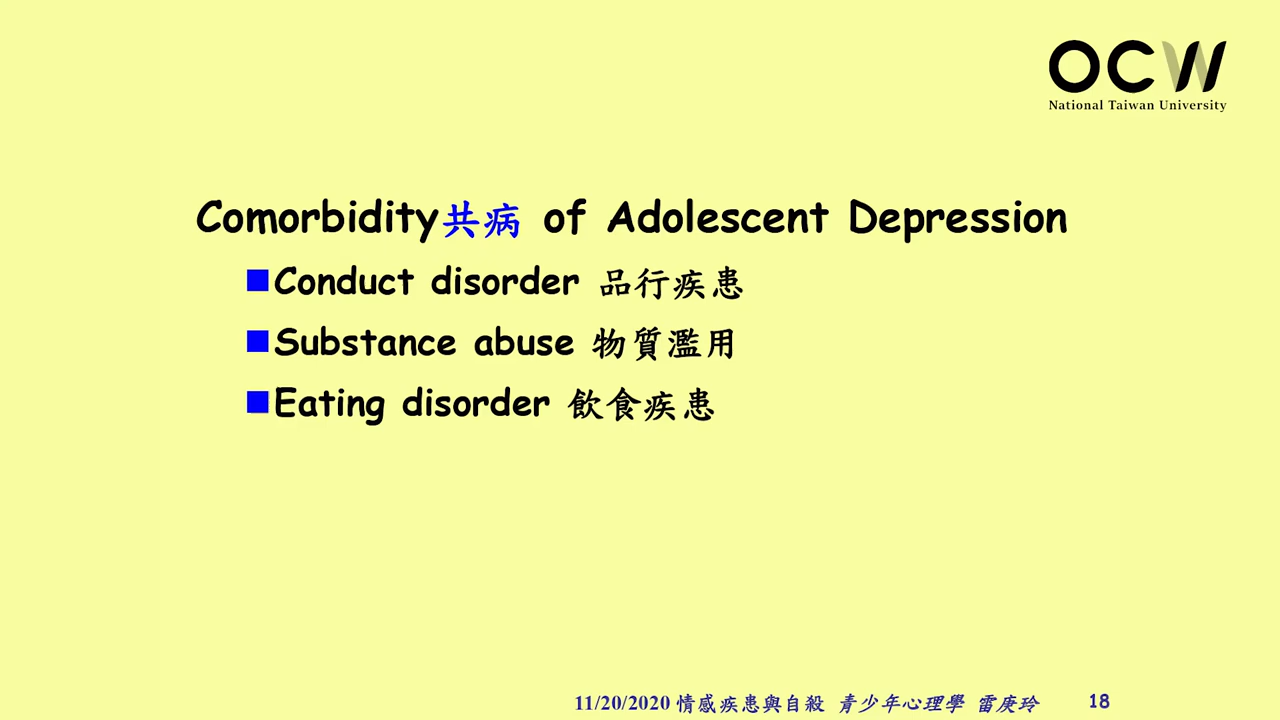 OCW
National Taiwan University
Comorbidity共病 of Adolescent Depression
Conduct disorder 品行疾患
Substance abuse 物質濫用
Eating disorder 飲食疾患
11/20/2020 情感疾患與自殺 青少年心理學 雷庚玲 18